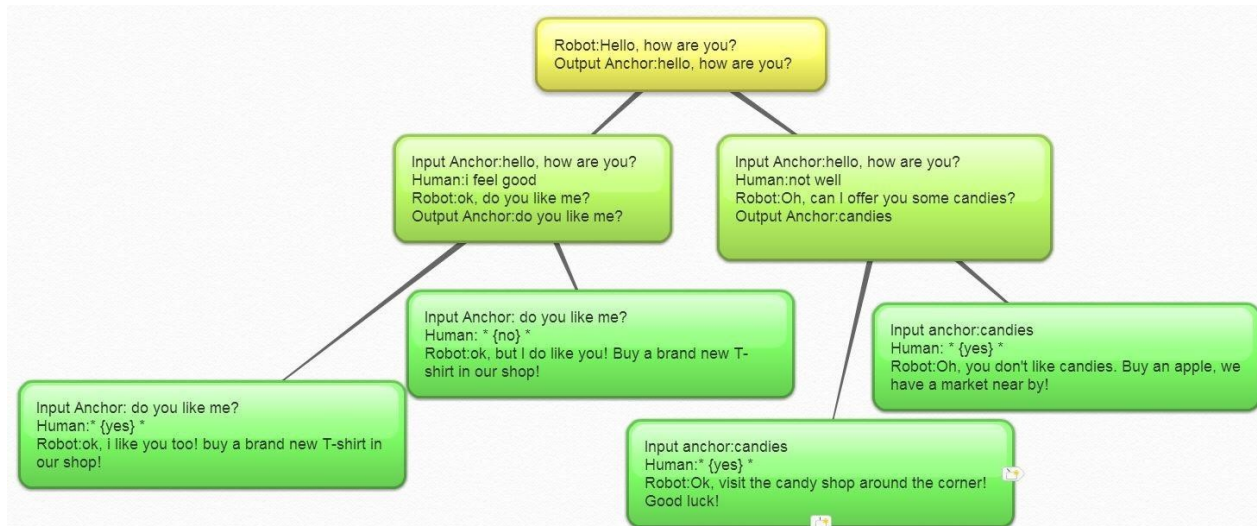 Robot:Hello, how are you?
Output Anchor:hello, how are you?
Input Anchor:hello, how are you?
Human:i feel good
Robot:ok, do you like me?
Output Anchor:do you like me?
Input Anchor:hello, how are you?
Human:not well
Robot:Oh, can I offer you some candies?
Output Anchor:candies
Input Anchor: do you like me?
Human:* {yes} *
Robot:ok, i like you too! buy a brand new T-shirt in
our shop!
Input Anchor: do you like me?
Human: * {no} *
Robot:ok, but I do like you! Buy a brand new T-
shirt in our shop!
Input anchor:candies
Human:* {yes} *
Robot:Ok, visit the candy shop around the corner!
Good luck!
Input anchor:candies
Human: * {yes} *
Robot:Oh, you don't like candies. Buy an apple, we
have a market near by!